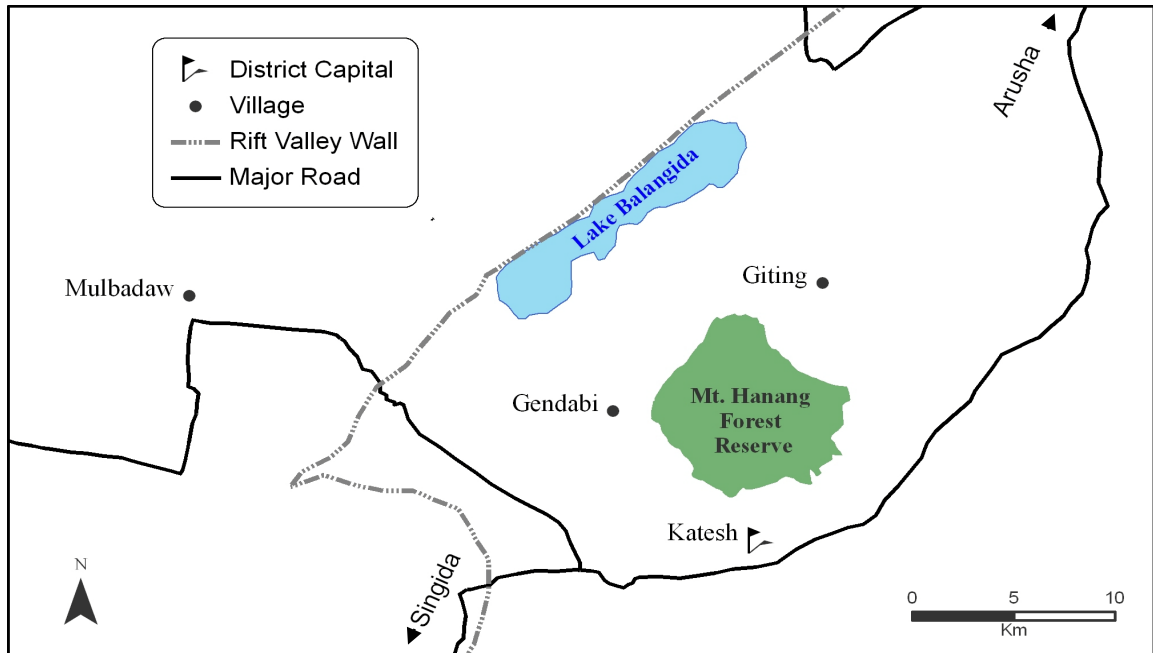 District Capital
Village
Rift Valley Wall
Major Road
Arusha
Lake Balangida
Mulbadaw
Giting
Gendabi
Mt. Hanang
Forest
Reserve
Katesh
N
Singida
0 5 10
Km